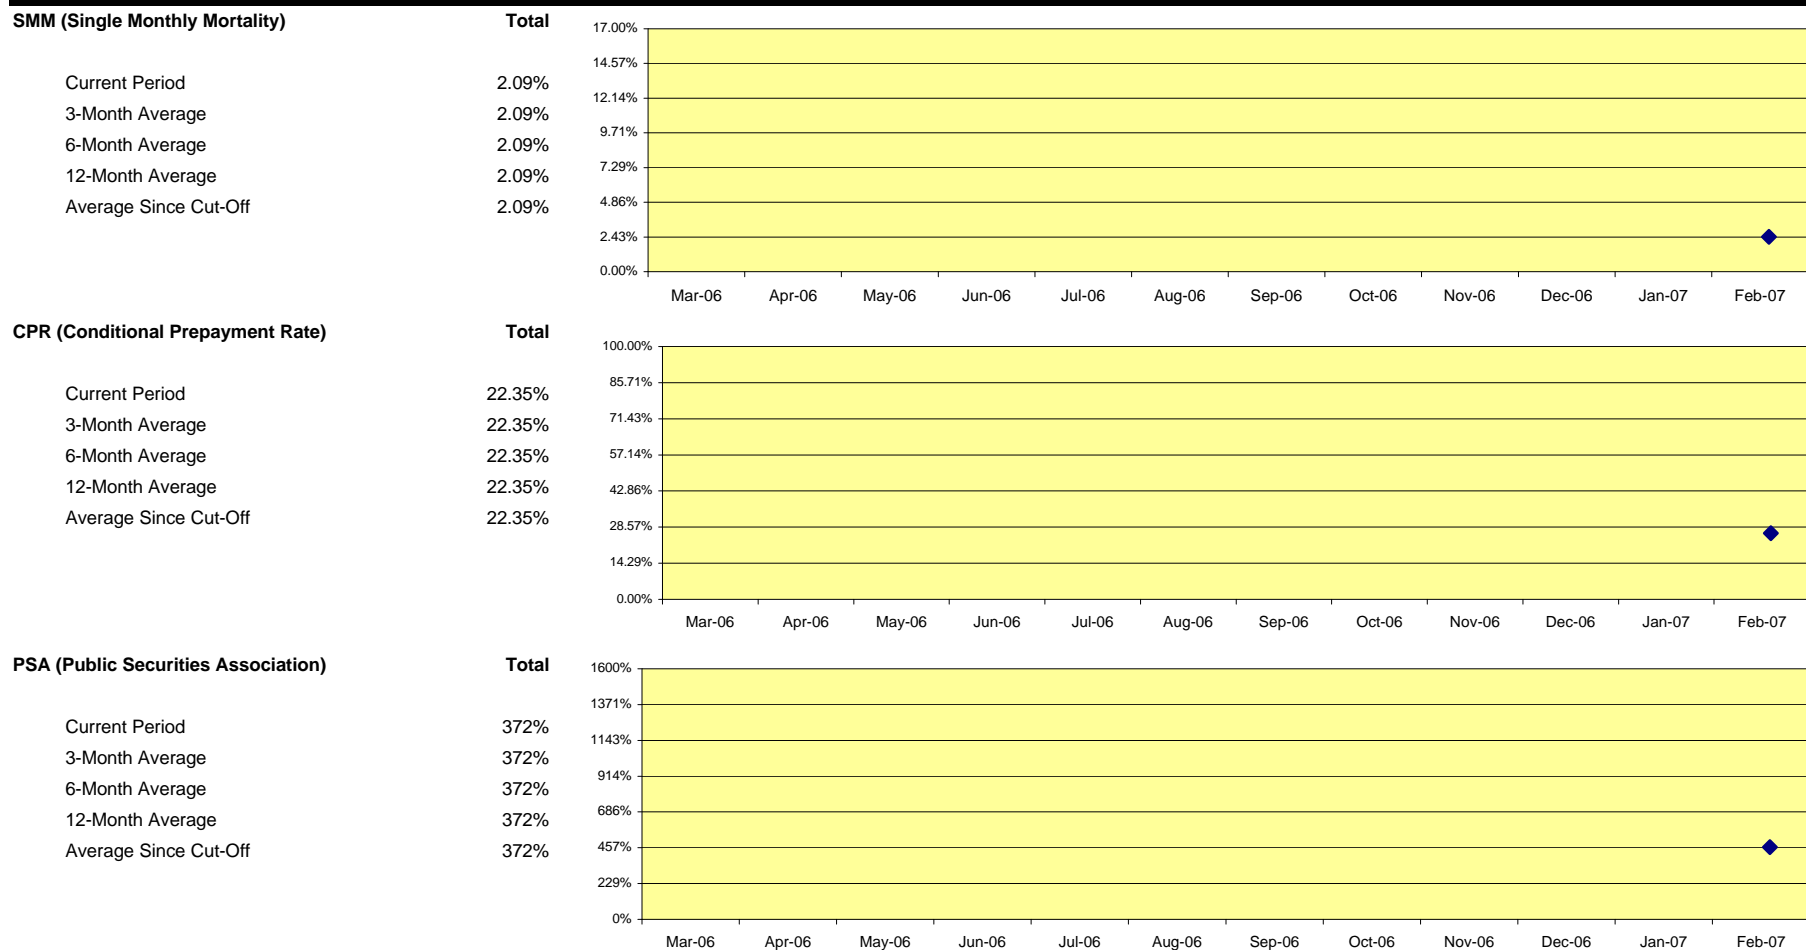 SMM (Single Monthly Mortality) Total
Current Period 2.09%
3-Month Average 2.09%
6-Month Average 2.09%
12-Month Average 2.09%
Average Since Cut-Off 2.09%
17.00%
14.57%
12.14%
9.71%
7.29%
4.86%
2.43%
0.00%
Mar-06 Apr-06 May-06 Jun-06 Jul-06 Aug-06 Sep-06 Oct-06 Nov-06 Dec-06 Jan-07 Feb-07
CPR (Conditional Prepayment Rate) Total
Current Period 22.35%
3-Month Average 22.35%
6-Month Average 22.35%
12-Month Average 22.35%
Average Since Cut-Off 22.35%
100.00%
85.71%
71.43%
57.14%
42.86%
28.57%
14.29%
0.00%
Mar-06 Apr-06 May-06 Jun-06 Jul-06 Aug-06 Sep-06 Oct-06 Nov-06 Dec-06 Jan-07 Feb-07
PSA (Public Securities Association) Total
Current Period 372%
3-Month Average 372%
6-Month Average 372%
12-Month Average 372%
Average Since Cut-Off 372%
1600%
1371%
1143%
914%
686%
457%
229%
0%
Mar-06 Apr-06 May-06 Jun-06 Jul-06 Aug-06 Sep-06 Oct-06 Nov-06 Dec-06 Jan-07 Feb-07